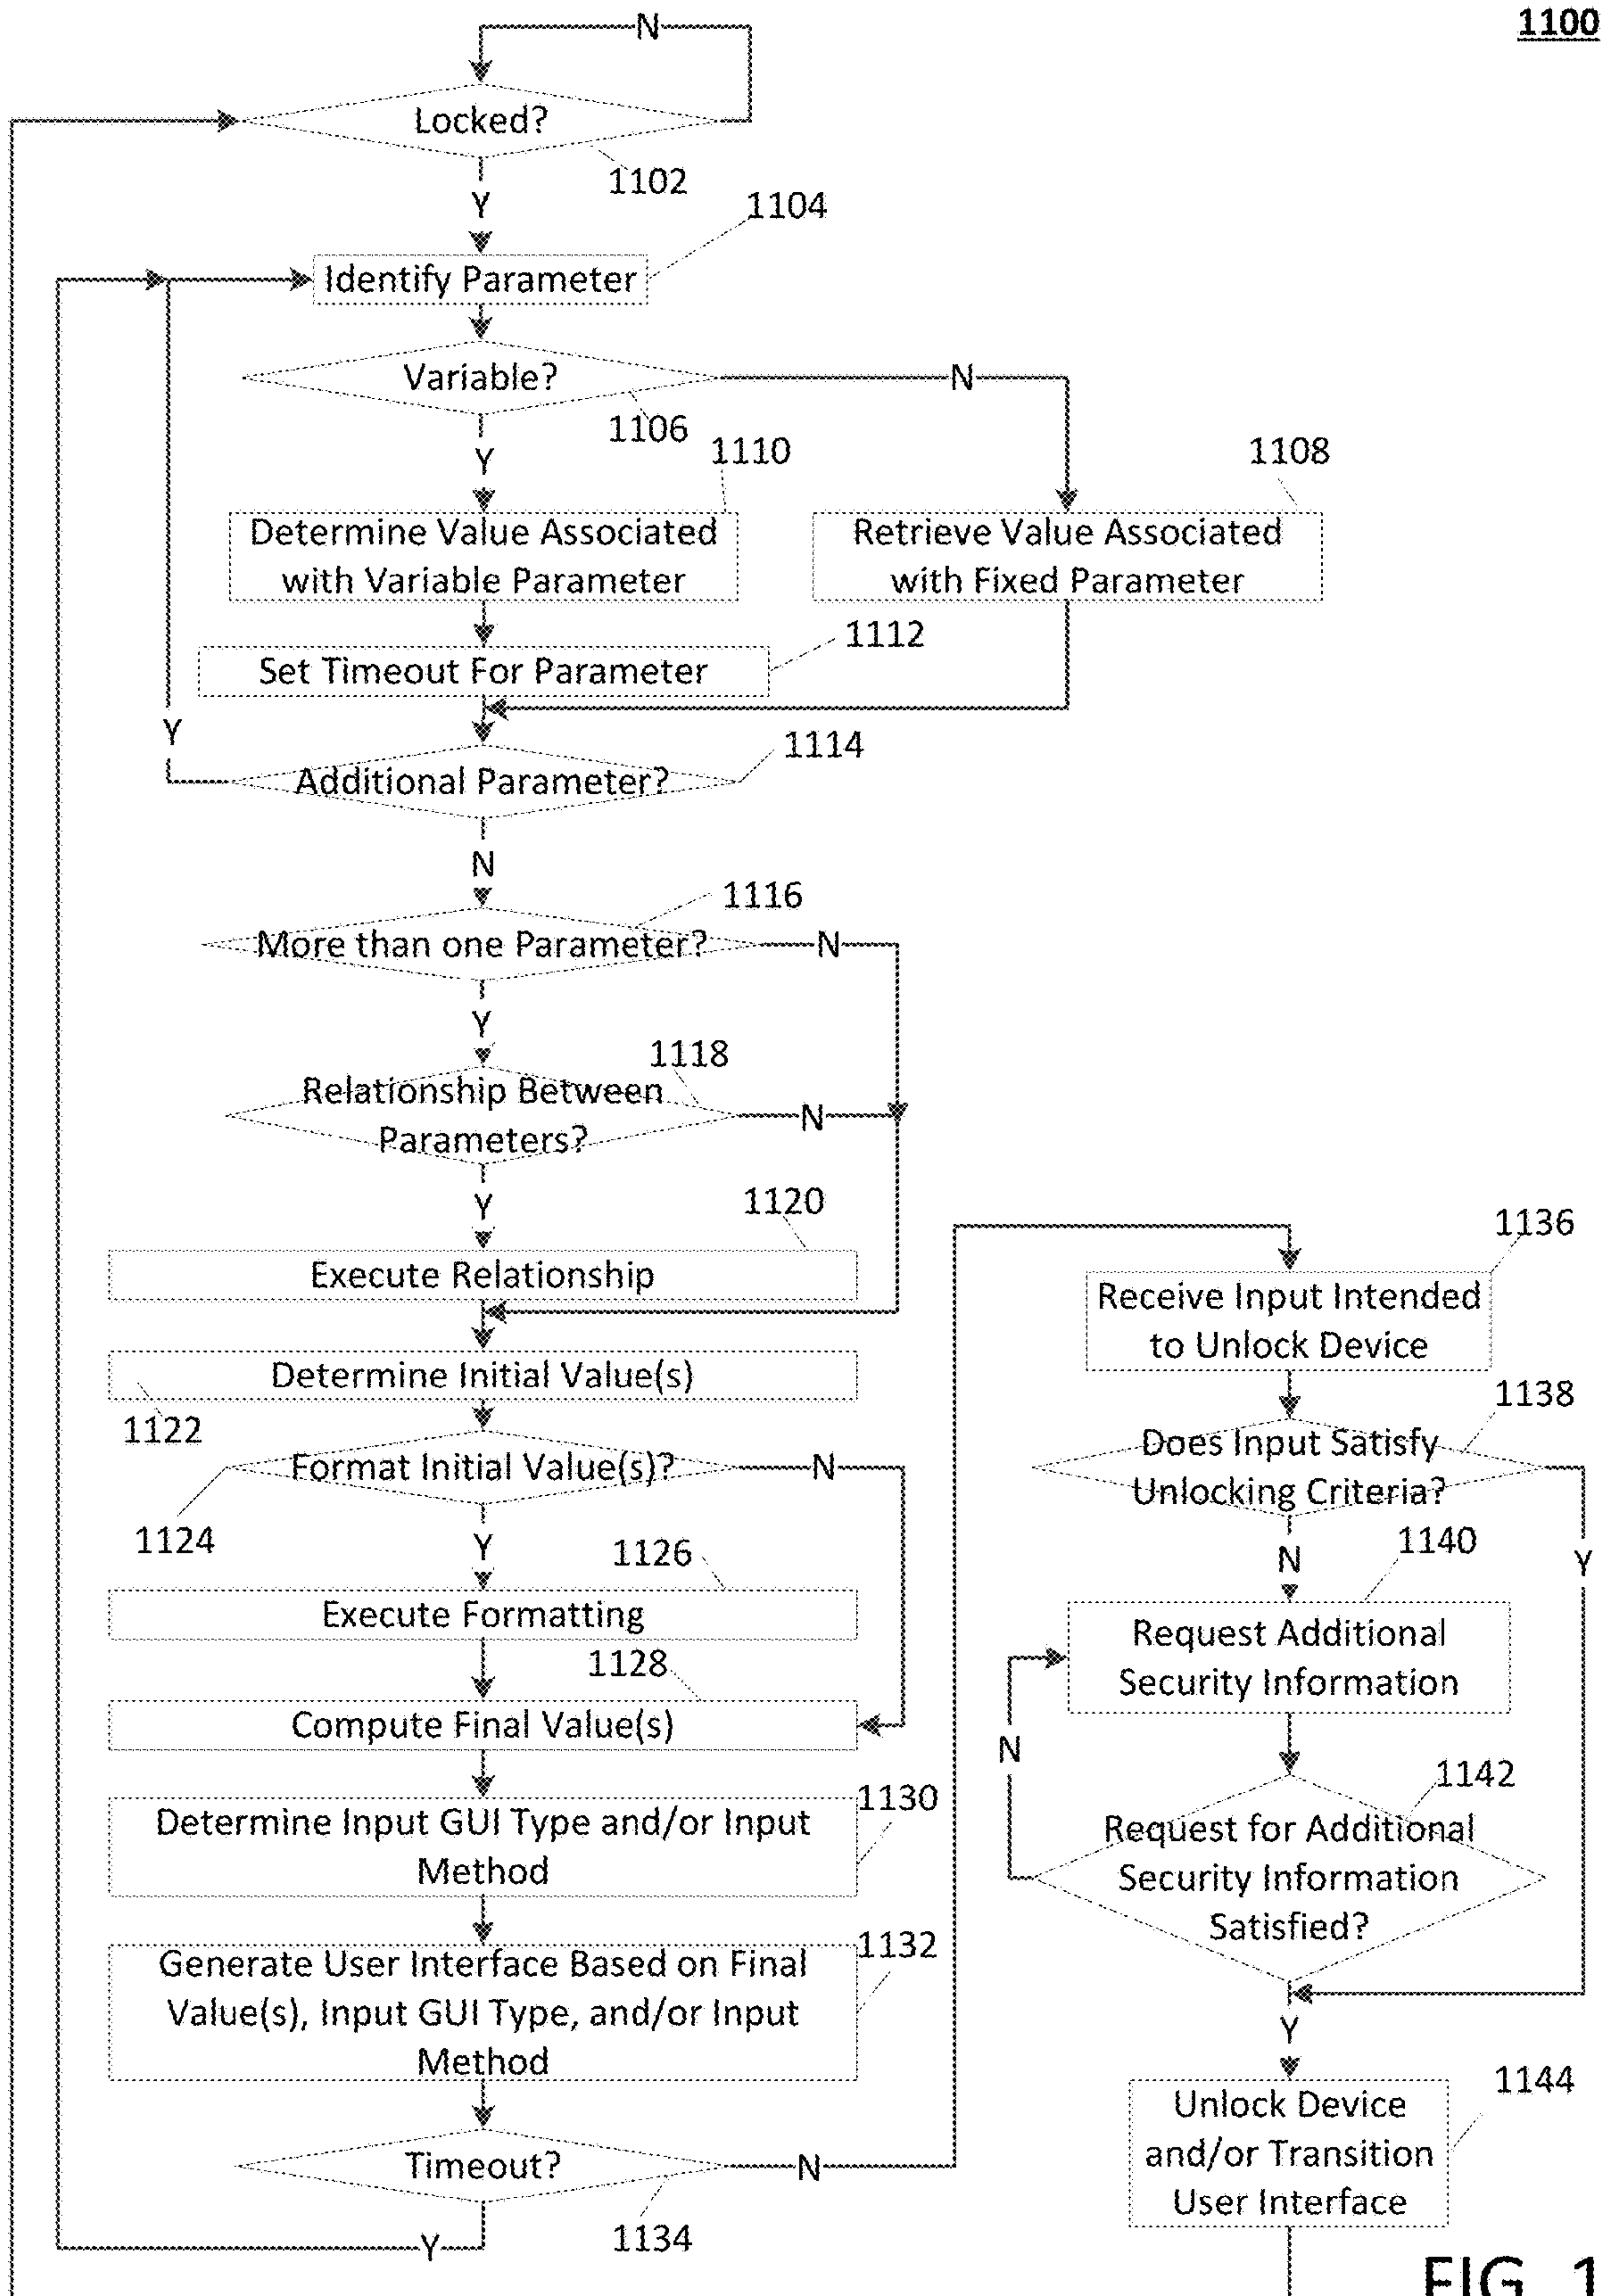 1100
N
Locked?
1102
Y
1104
Identify Parameter
Variable?
N
1106
Y
1110
1108
Determine Value Associated
with Variable Parameter
Retrieve Value Associated
with Fixed Parameter
1112
Set Timeout For Parameter
Y
1114
Additional Parameter?
N
1116
More than one Parameter?
N
Y
1118
Relationship Between
Parameters?
N
Y
1120
Execute Relationship
Determine Initial Value(s)
1122
Format Initial Value(s)?
N
1124
Y
1126
Execute Formatting
1128
Compute Final Value(s)
1130
Determine Input GUI Type and/or Input
Method
1132
Generate User Interface Based on Final
Value(s), Input GUI Type, and/or Input
Method
Timeout?
N
1134
Y
1136
Receive Input Intended
to Unlock Device
1138
Does Input Satisfy
Unlocking Criteria?
N
Y
1140
Request Additional
Security Information
N
1142
Request for Additional
Security Information
Satisfied?
Y
1144
Unlock Device
and/or Transition
User Interface
FIG. 1